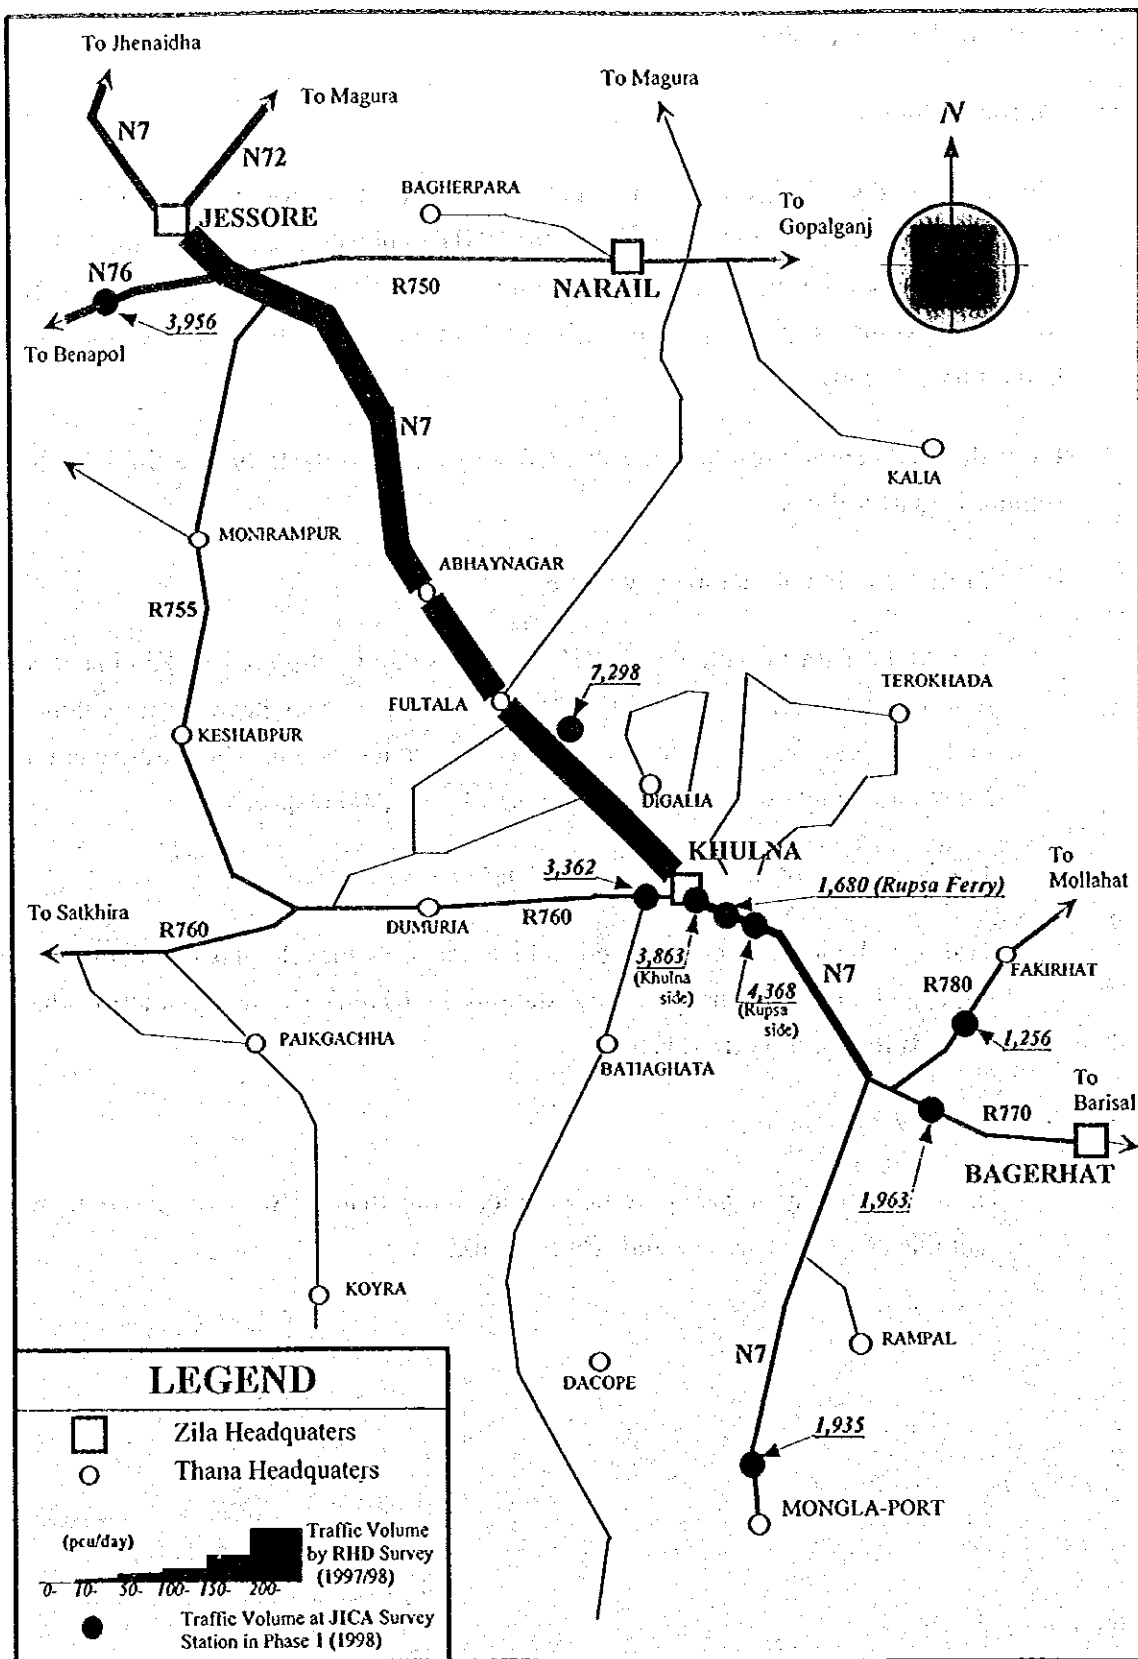 To Jhenaidha
To Magura
To Magura
N
N7
N72
BAGHERPARA
To
Gopalganj
JESSORE
N76
R750
NARAIL
3,956
To Benapol
N7
KALIA
MONIRAMPUR
ABHAYNAGAR
R755
7,298
TEROKHADA
FULTALA
KESHABPUR
DIGALIA
KHULNA
3,362
1,680 (Rupsa Ferry)
To
Mollahat
To Satkhira
R760
DUMURIA
R760
3,863
(Khulna
side)
4,368
(Rupsa
side)
N7
R780
FAKIRHAT
1,256
PAIKGACHHA
BATIAGHATA
To
Barisal
R770
BAGERHAT
1,963
KOYRA
RAMPAL
N7
DACOPE
1,935
MONGLA-PORT
LEGEND
Zila Headquaters
Thana Headquaters
(pcu/day)
Traffic Volume
by RHD Survey
(1997/98)
0- 10- 50- 100- 150- 200-
Traffic Volume at JICA Survey
Station in Phase 1 (1998)